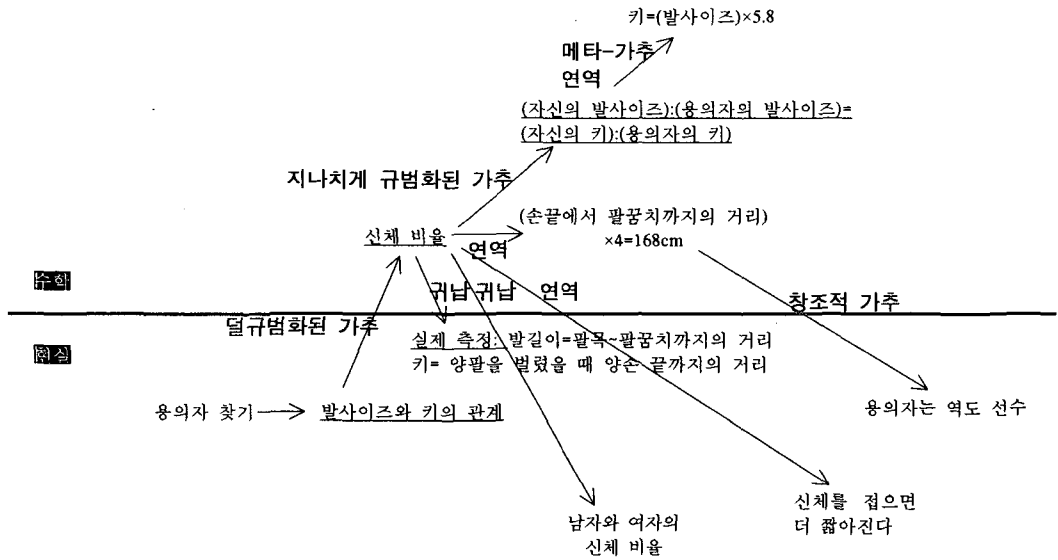 키=(발사이즈)×5.8
메타-가추
연역
(자신의 발사이즈):(용의자의 발사이즈)=
(자신의 키):(용의자의 키)
지나치게 규범화된 가추
(손끝에서 팔꿈치까지의 거리)
×4=168cm
신체 비율
연역
수학
귀납 귀납 연역
창조적 가추
덜규범화된 가추
현실
실제 측정: 발길이=팔목~팔꿈치까지의 거리
키= 양팔을 벌렸을 때 양손 끝까지의 거리
용의자 찾기
발사이즈와 키의 관계
용의자는 역도 선수
신체를 접으면
더 짧아진다
남자와 여자의
신체 비율